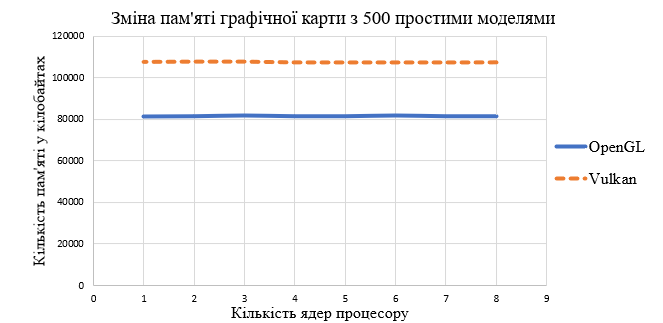 Зміна пам'яті графічної карти з 500 простими моделями
120000
100000
80000
60000
40000
20000
0
Кількість пам'яті у кілобайтах
0 1 2 3 4 5 6 7 8 9
Кількість ядер процесору
OpenGL
Vulkan